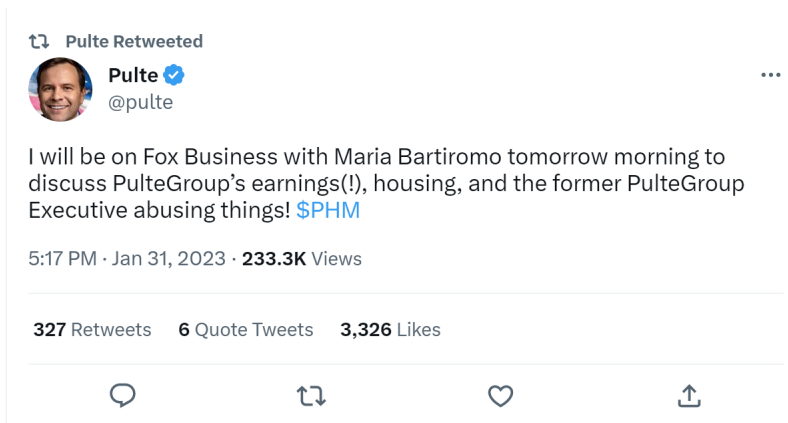 Pulte Retweeted
Pulte
@pulte
I will be on Fox Business with Maria Bartiromo tomorrow morning to
discuss PulteGroup’s earnings(!), housing, and the former PulteGroup
Executive abusing things! $PHM
5:17 PM · Jan 31, 2023 · 233.3K Views
327 Retweets 6 Quote Tweets 3,326 Likes